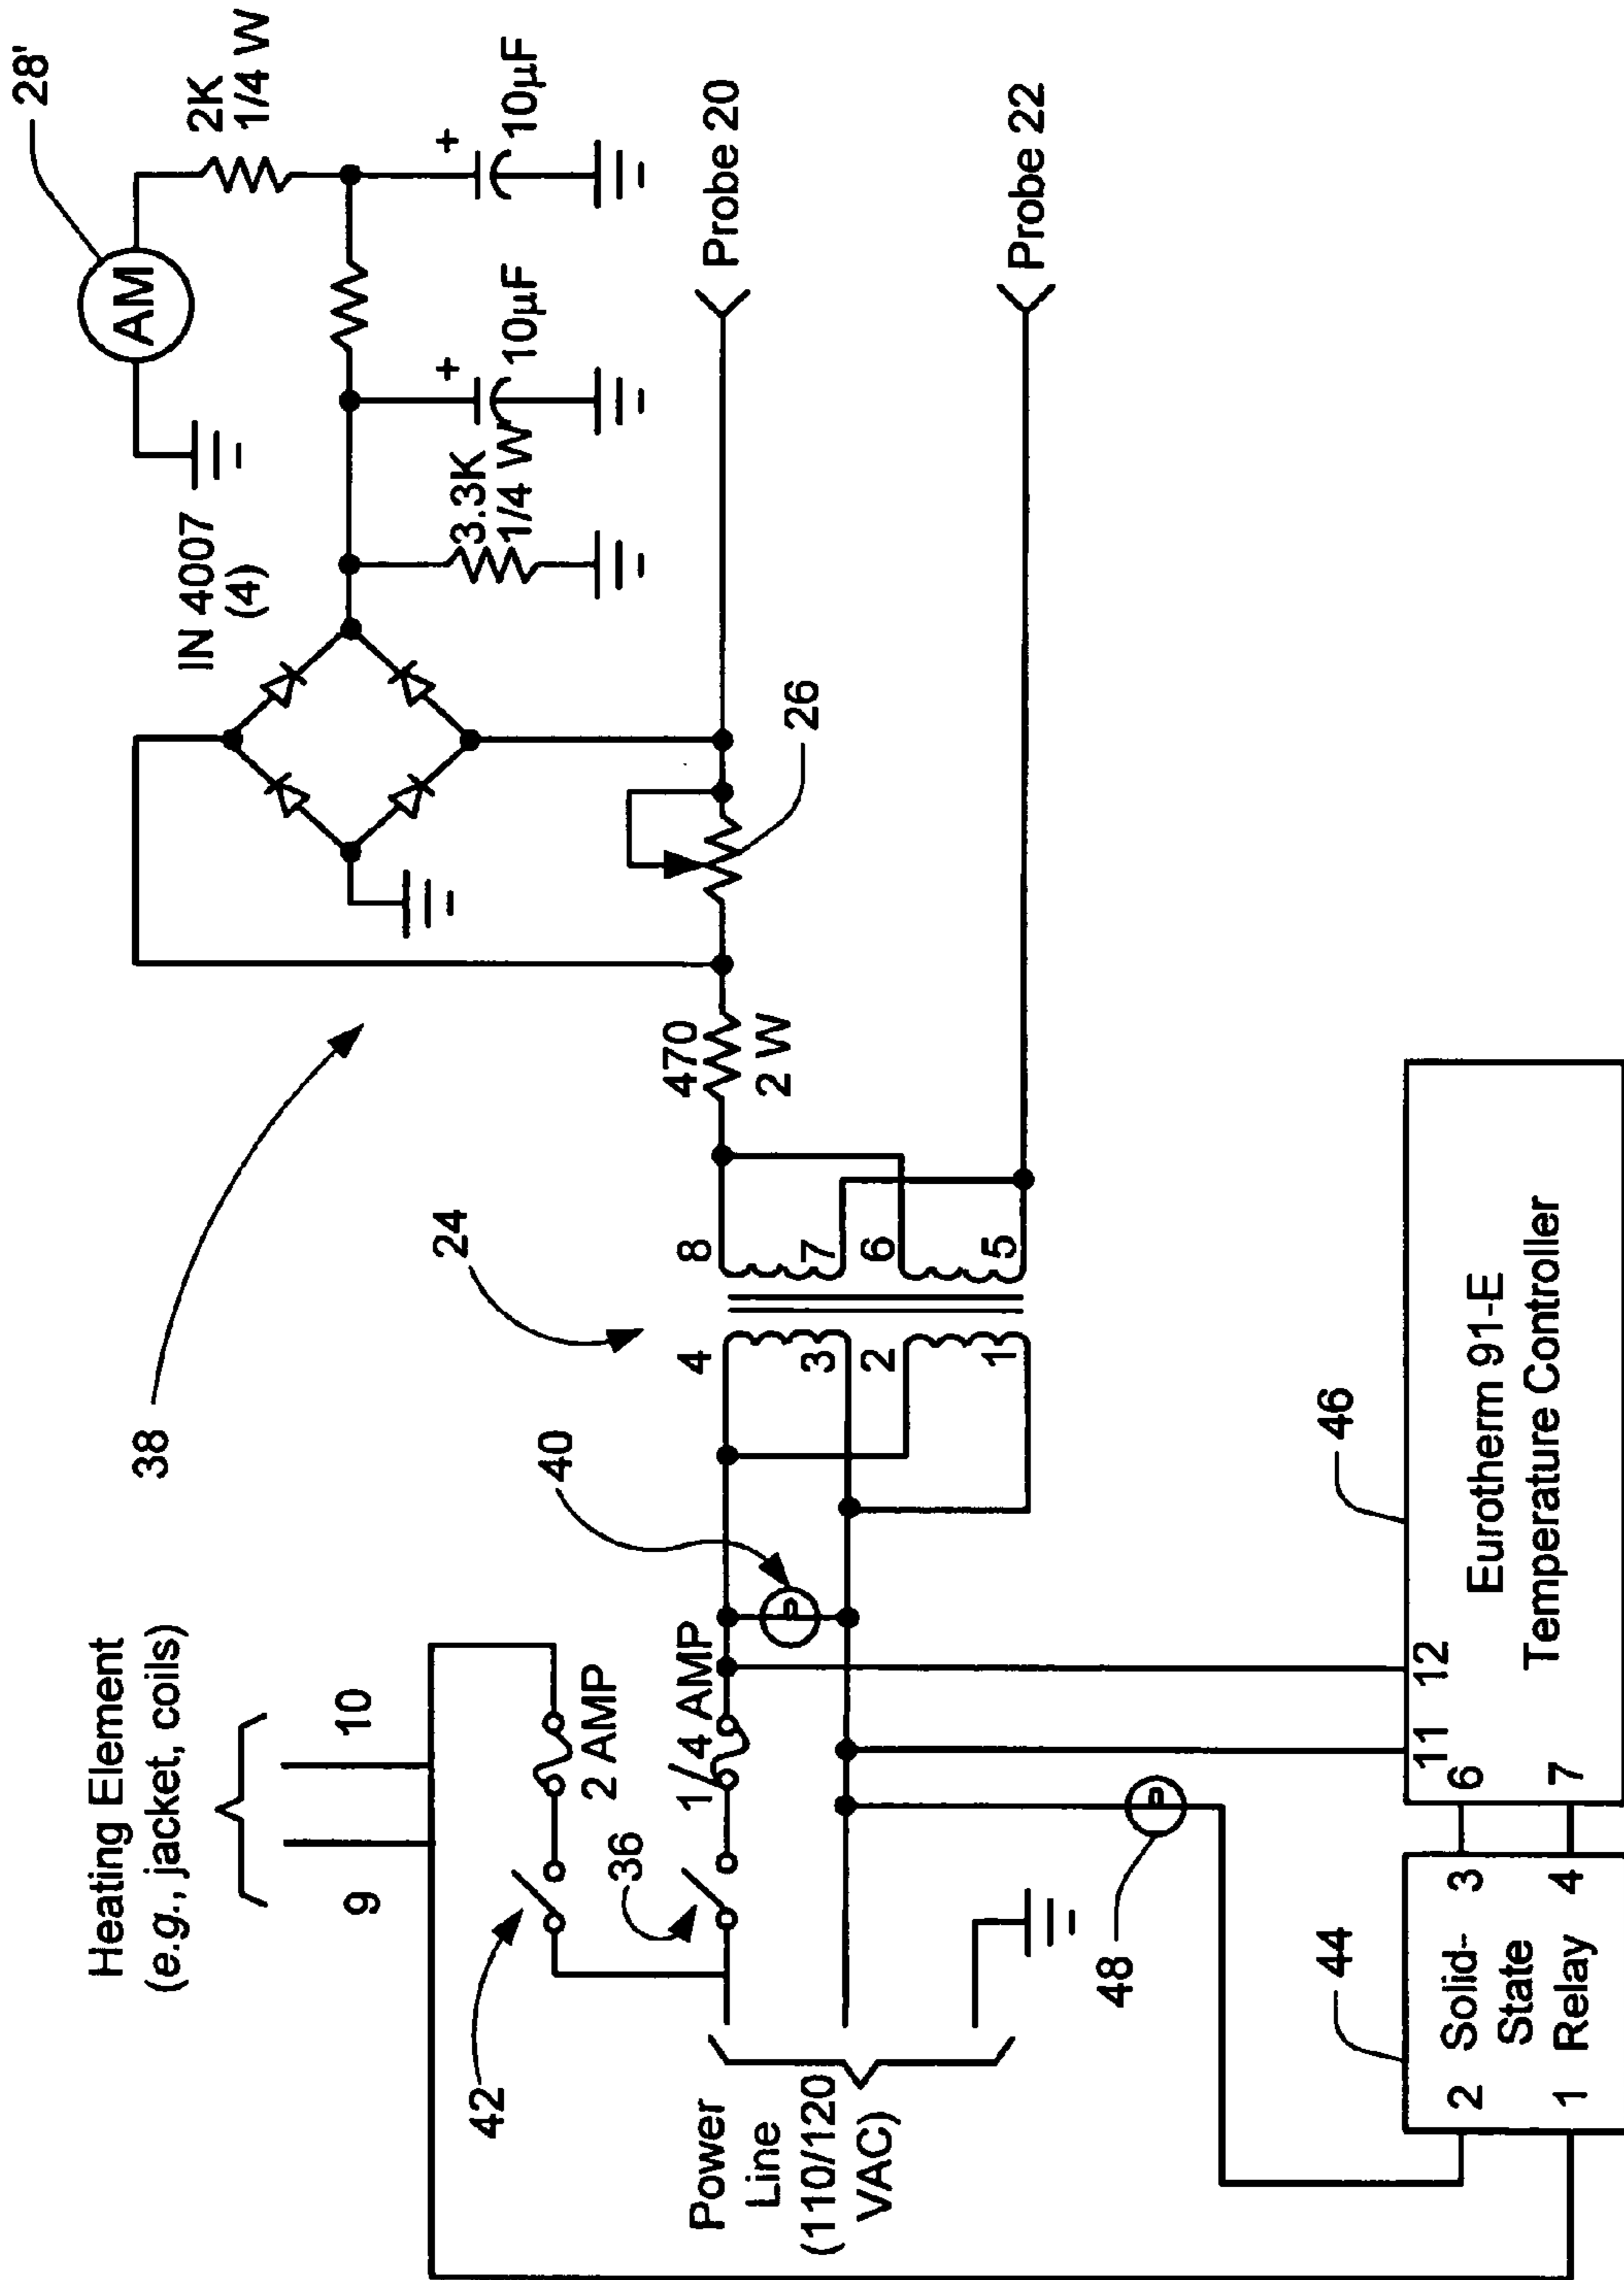 28'
AM
2K
1/4 W
+
10µF
IN 4007
(4)
3.3K
1/4 W
+
10µF
Probe 20
Probe 22
26
38
470
2 W
24
4
3
2
1
8
7
6
5
40
Heating Element
(e.g., jacket, coils)
9
10
42
2 AMP
36
1/4 AMP
P
Power
Line
(110/120
VAC)
48
P
44
2
1
Solid-
State
Relay
3
4
46
6
7
11
12
Eurotherm 91-E
Temperature Controller